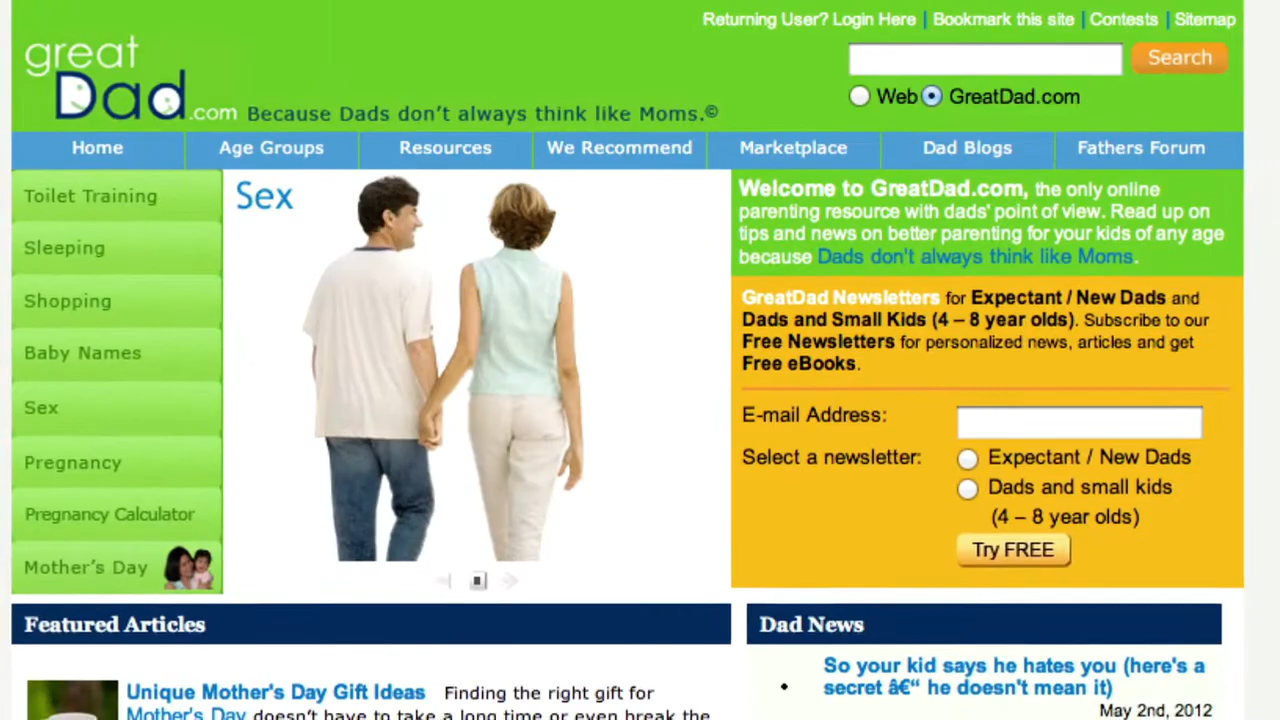 Returning User? Login Here | Bookmark this site | Contests | Sitemap
great
Dad.com Because Dads don't always think like Moms.©
Search
Web GreatDad.com
Home Age Groups Resources We Recommend Marketplace Dad Blogs Fathers Forum
Toilet Training
Sleeping
Shopping
Baby Names
Sex
Pregnancy
Pregnancy Calculator
Mother's Day
Sex
Welcome to GreatDad.com, the only online
parenting resource with dads' point of view. Read up on
tips and news on better parenting for your kids of any age
because Dads don't always think like Moms.
GreatDad Newsletters for Expectant / New Dads and
Dads and Small Kids (4 – 8 year olds). Subscribe to our
Free Newsletters for personalized news, articles and get
Free eBooks.
E-mail Address:
Select a newsletter: Expectant / New Dads
Dads and small kids
(4 – 8 year olds)
Try FREE
Featured Articles
Unique Mother's Day Gift Ideas Finding the right gift for
Mother's Day doesn't have to take a long time or even break the
Dad News
• So your kid says he hates you (here's a
secret â€“ he doesn't mean it)
May 2nd, 2012